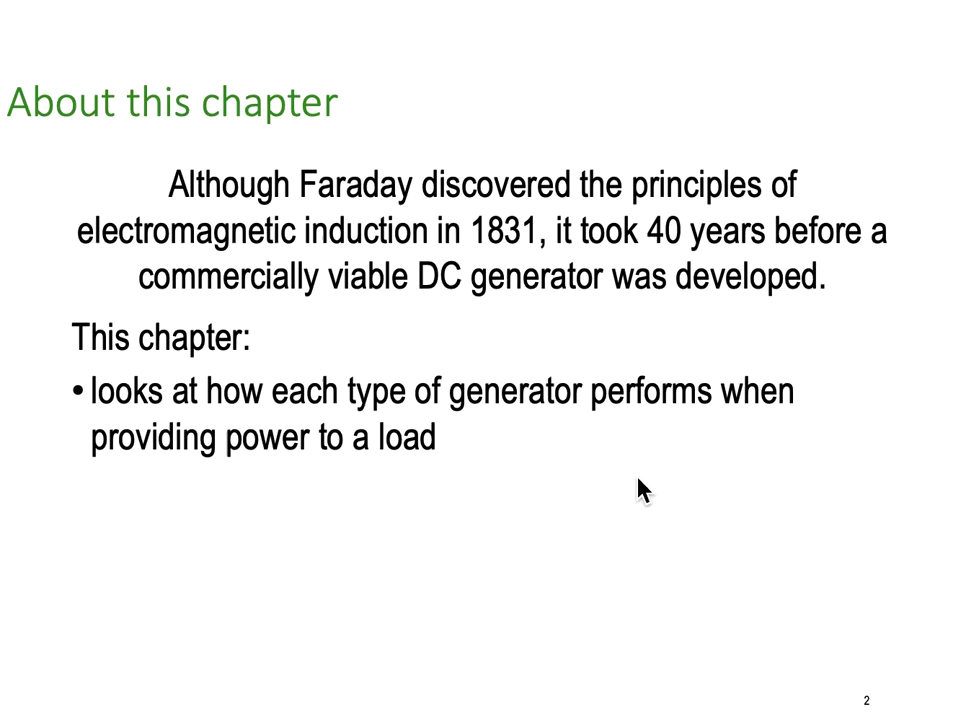 About this chapter
Although Faraday discovered the principles of
electromagnetic induction in 1831, it took 40 years before a
commercially viable DC generator was developed.
This chapter:
• looks at how each type of generator performs when
providing power to a load
2